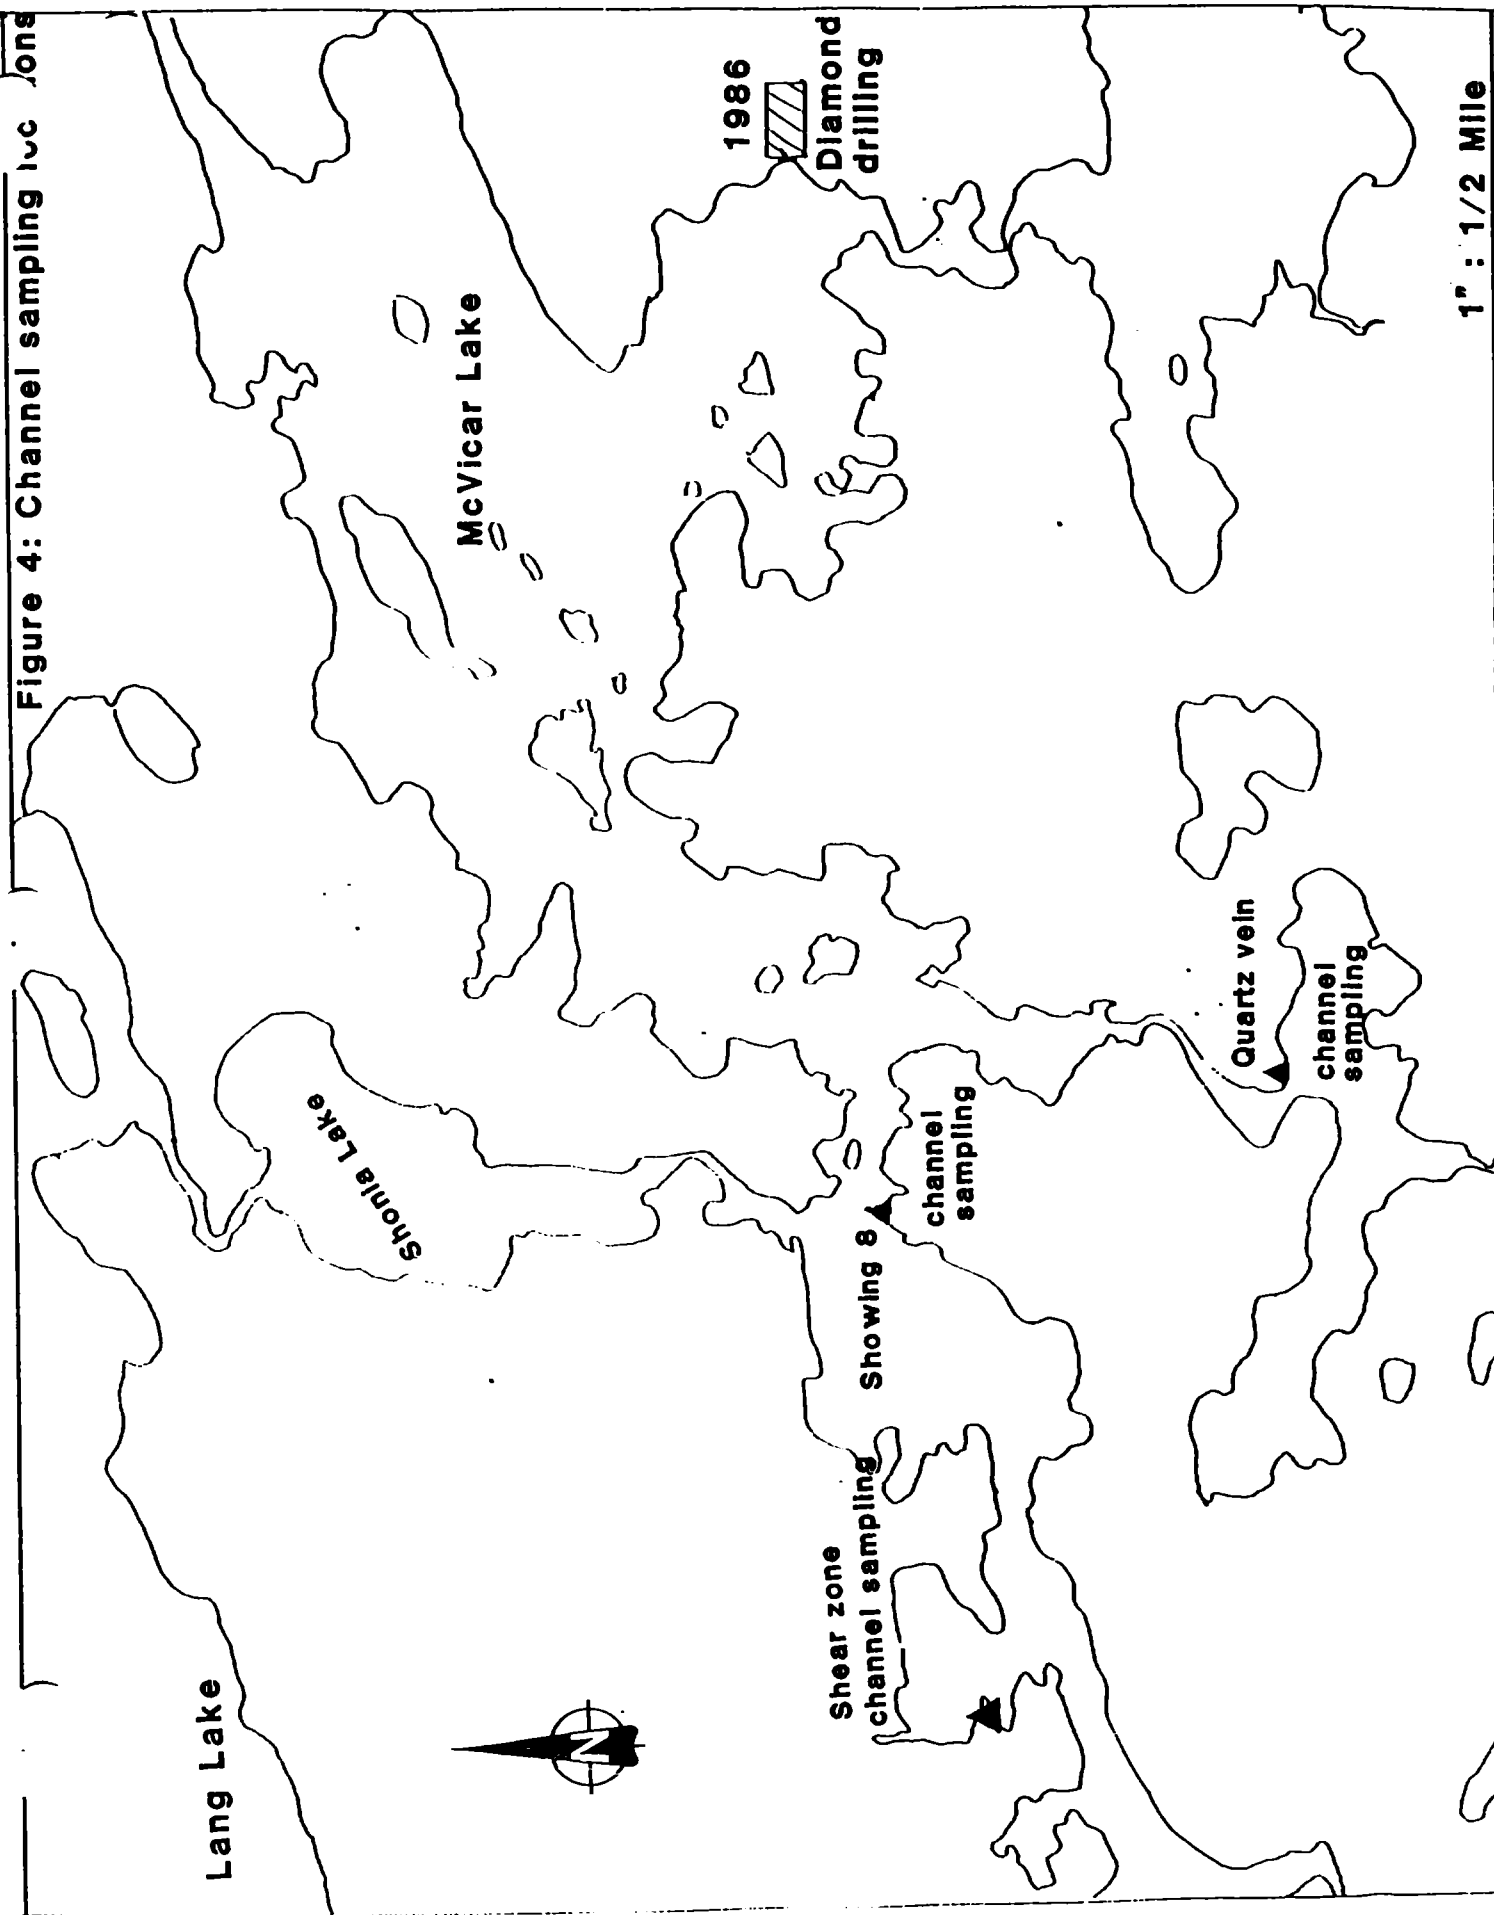 Figure 4: Channel sampling
Lang Lake
Shonia Lake
McVicar Lake
1986
Diamond
drilling
N
Shear zone
channel sampling
Showing 8
channel
sampling
Quartz vein
channel
sampling
1" : 1/2 Mile